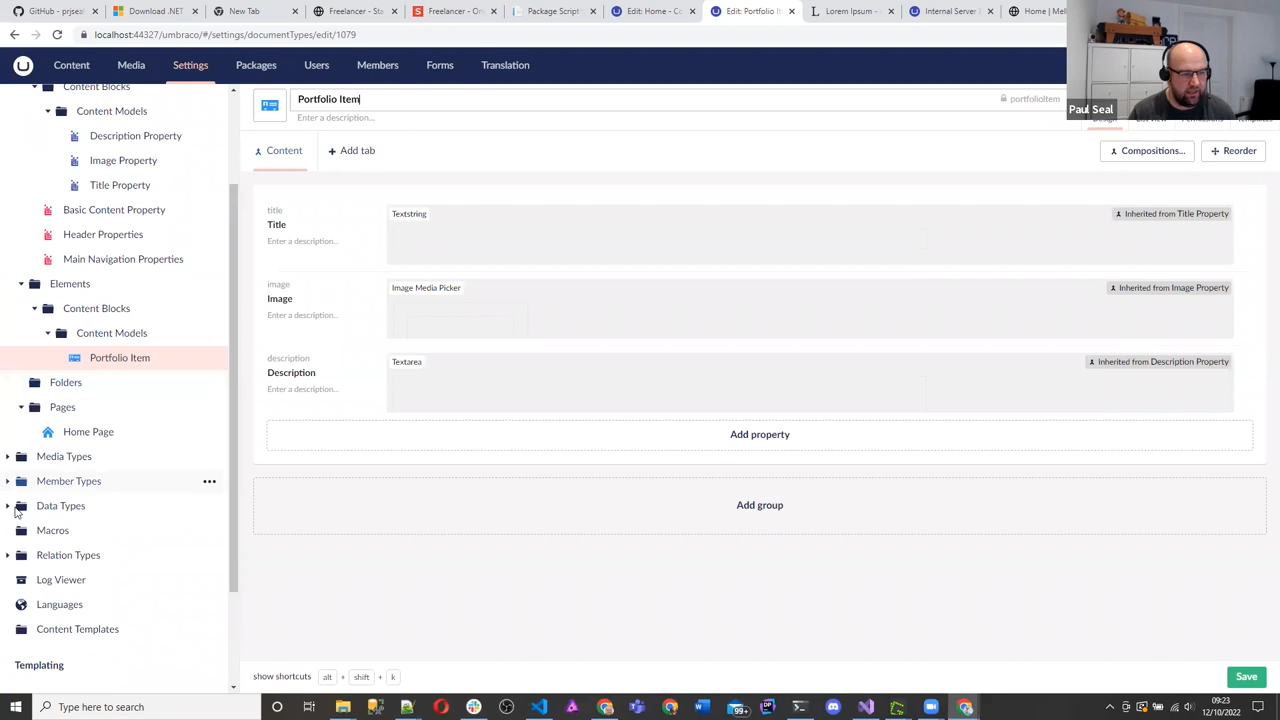 GitHub - pseal
Download .NET
New Tab
Freelancer - Sta
Freelancer - On
Package Script
Edit: Home - Co
Edit: Portfolio It
Lorem Ipsum -
Internal Server
Home | Me
localhost:44327/umbraco/#/settings/documentTypes/edit/1079
Content Media Settings Packages Users Members Forms Translation
Paul Seal
Content Blocks
Content Models
Description Property
Image Property
Title Property
Basic Content Property
Header Properties
Main Navigation Properties
Elements
Content Blocks
Content Models
Portfolio Item
Folders
Pages
Home Page
Media Types
Member Types
Data Types
Macros
Relation Types
Log Viewer
Languages
Content Templates
Templating
Portfolio Item
portfolioItem
Enter a description...
Content
Add tab
Compositions...
Reorder
title
Title
Enter a description...
Textstring
Inherited from Title Property
image
Image
Enter a description...
Image Media Picker
Inherited from Image Property
description
Description
Enter a description...
Textarea
Inherited from Description Property
Add property
Add group
show shortcuts alt + shift + k
Save
Type here to search
99+
09:23
12/10/2022